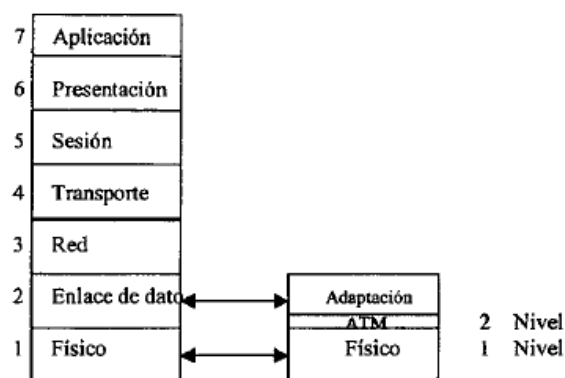 7 Aplicación
6 Presentación
5 Sesión
4 Transporte
3 Red
2 Enlace de dato Adaptación
ATM 2 Nivel
1 Físico Físico 1 Nivel